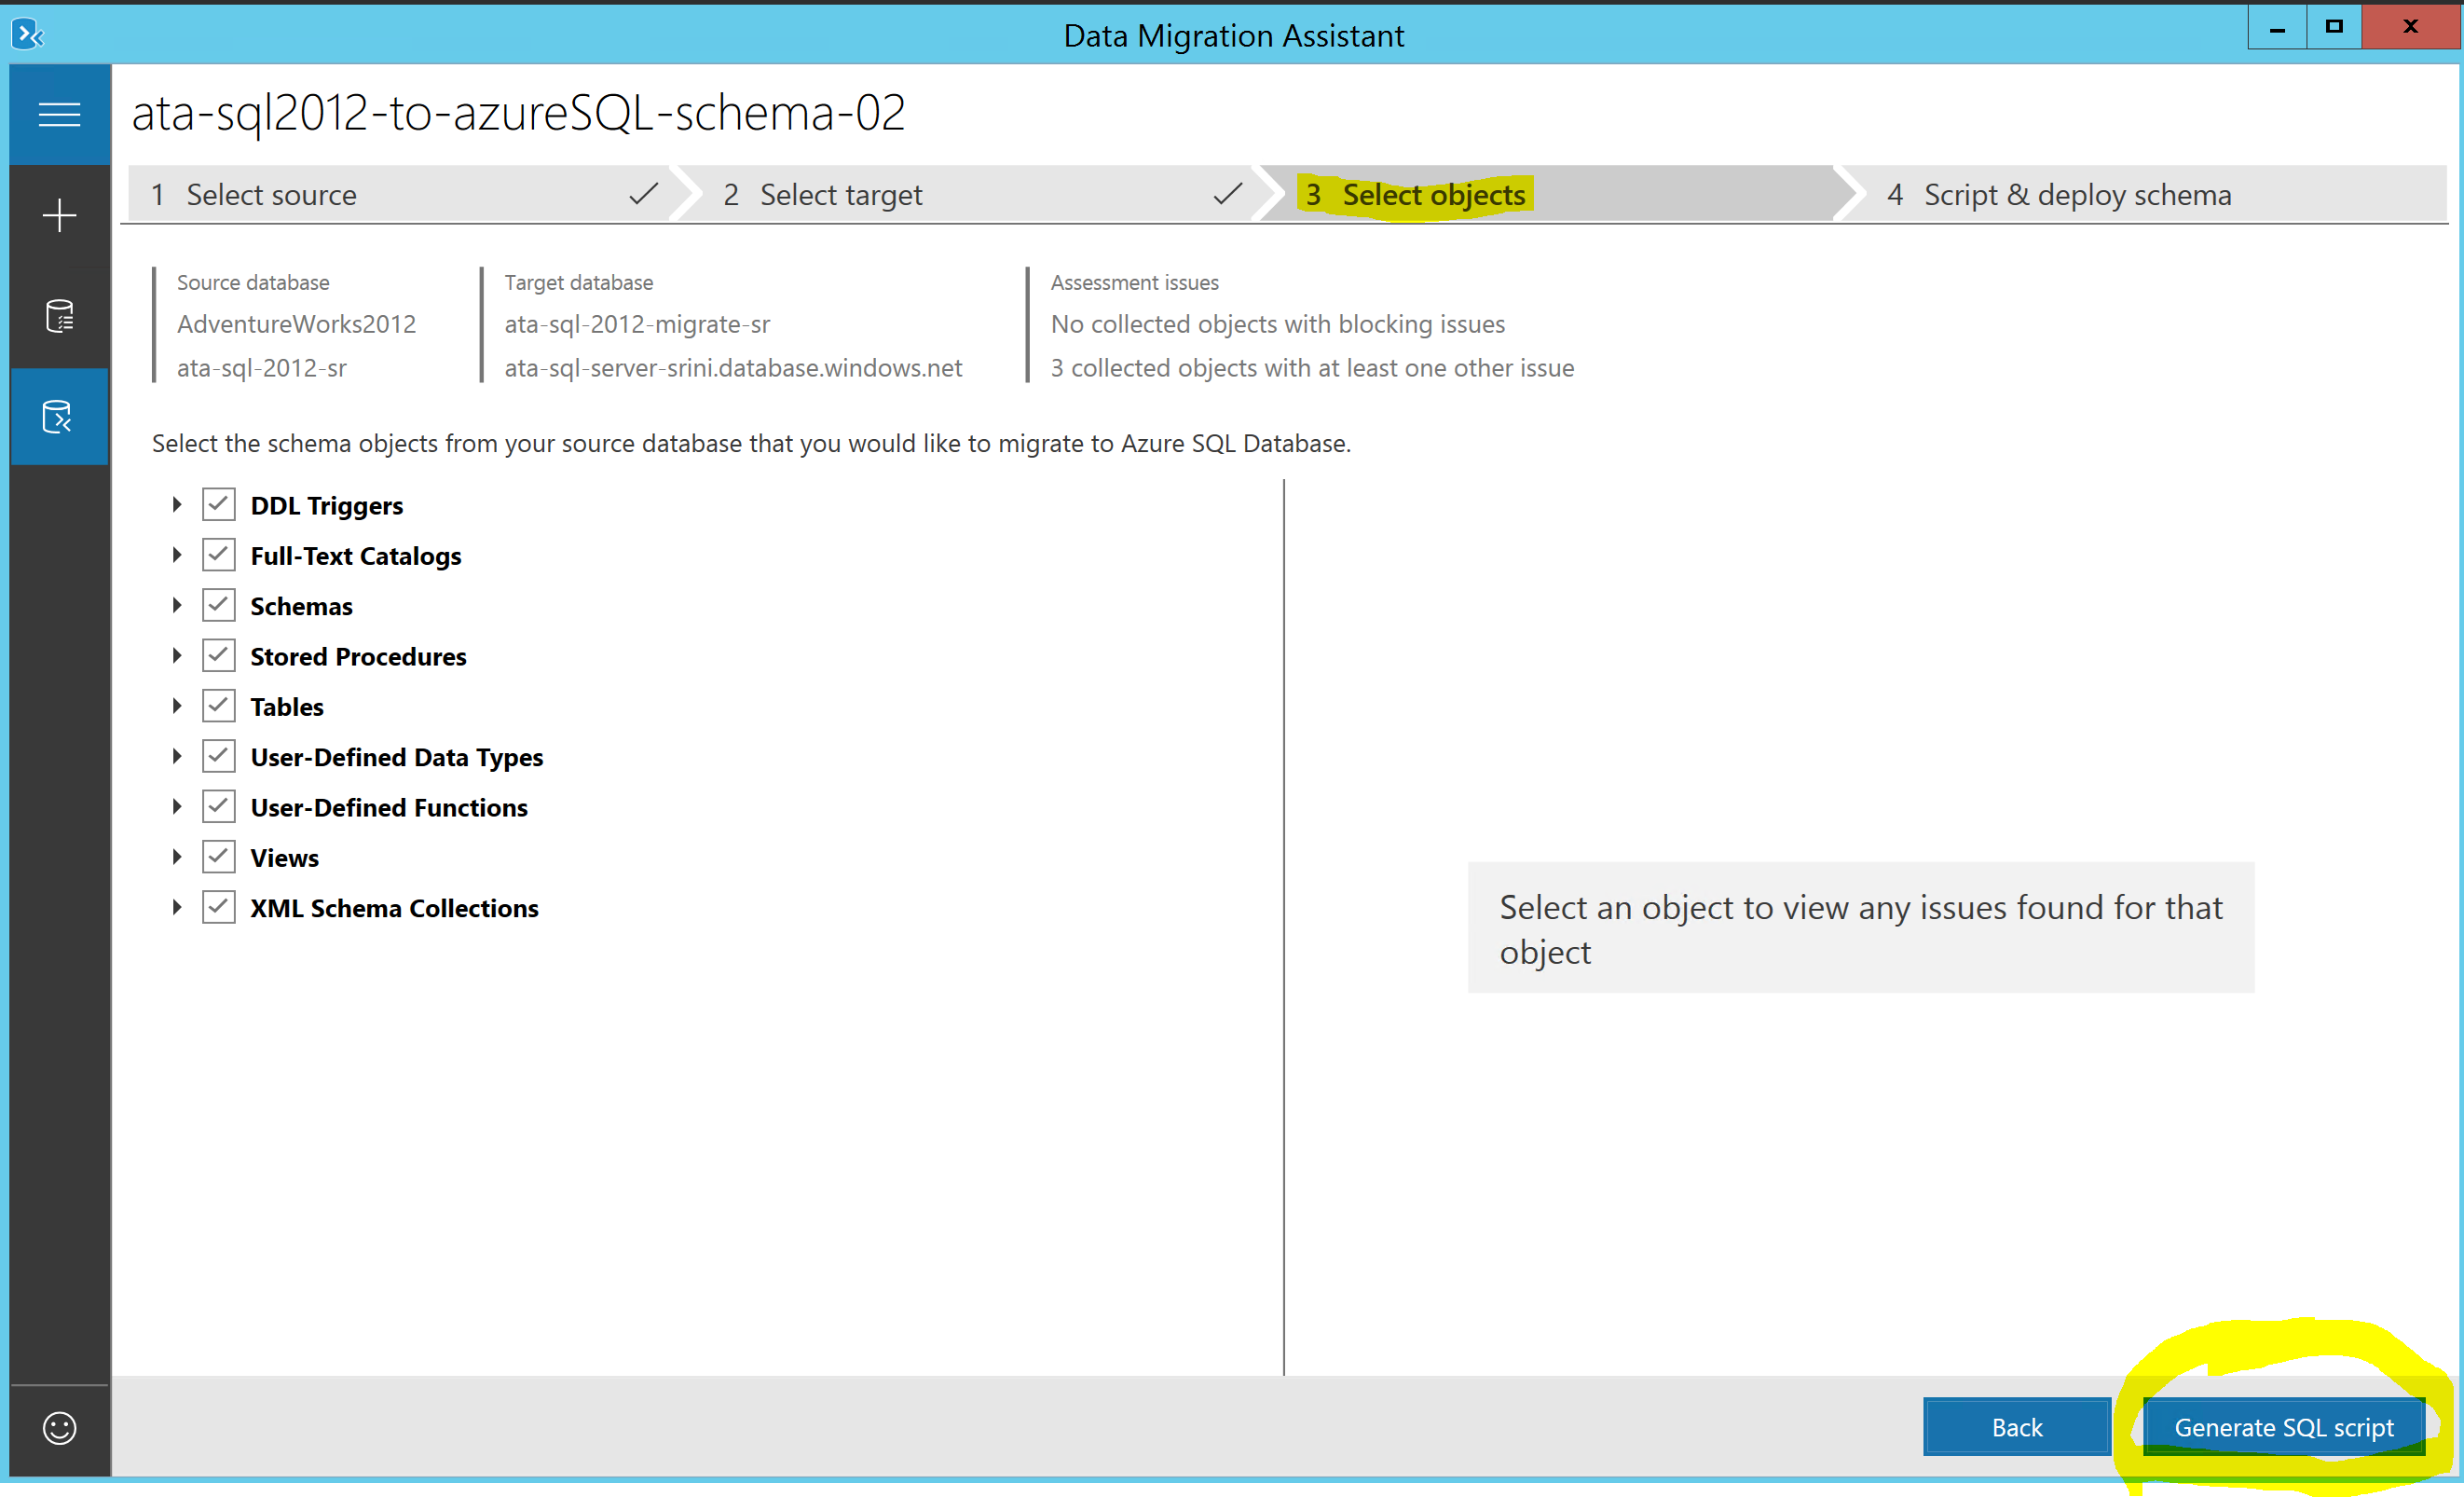 Data Migration Assistant
ata-sql2012-to-azureSQL-schema-02
1 Select source
2 Select target
3 Select objects
4 Script & deploy schema
Source database
AdventureWorks2012
ata-sql-2012-sr
Target database
ata-sql-2012-migrate-sr
ata-sql-server-srini.database.windows.net
Assessment issues
No collected objects with blocking issues
3 collected objects with at least one other issue
Select the schema objects from your source database that you would like to migrate to Azure SQL Database.
DDL Triggers
Full-Text Catalogs
Schemas
Stored Procedures
Tables
User-Defined Data Types
User-Defined Functions
Views
XML Schema Collections
Select an object to view any issues found for that
object
Back
Generate SQL script